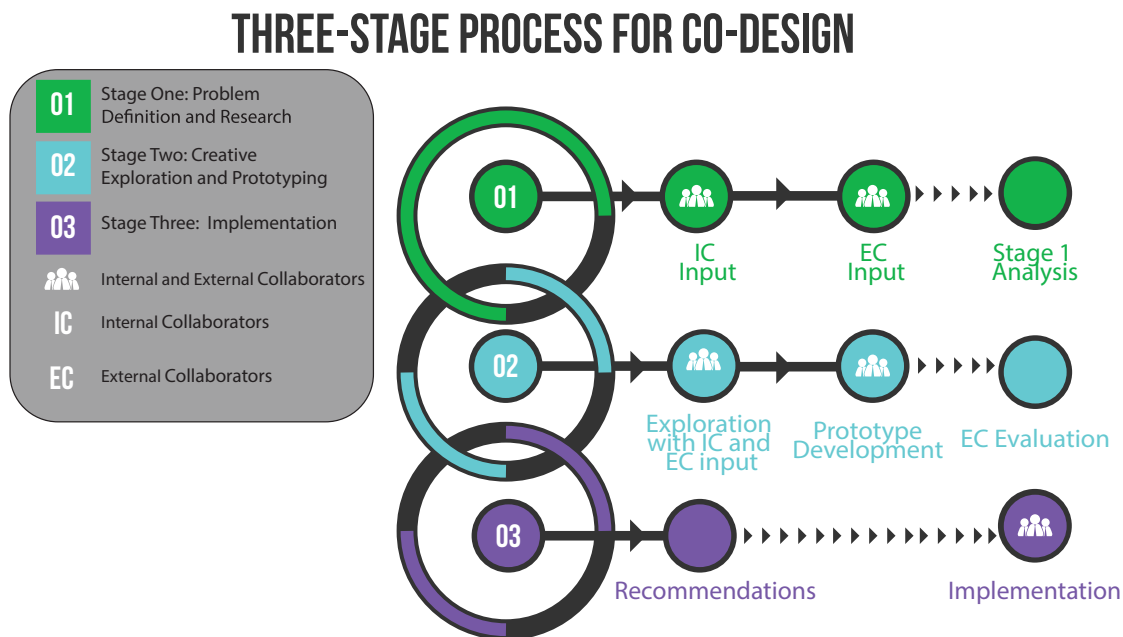 THREE-STAGE PROCESS FOR CO-DESIGN
01
Stage One: Problem
Definition and Research
02
Stage Two: Creative
Exploration and Prototyping
03
Stage Three: Implementation
Internal and External Collaborators
IC
Internal Collaborators
EC
External Collaborators
01
IC
Input
EC
Input
Stage 1
Analysis
02
Exploration
with IC and
EC input
Prototype
Development
EC Evaluation
03
Recommendations
Implementation